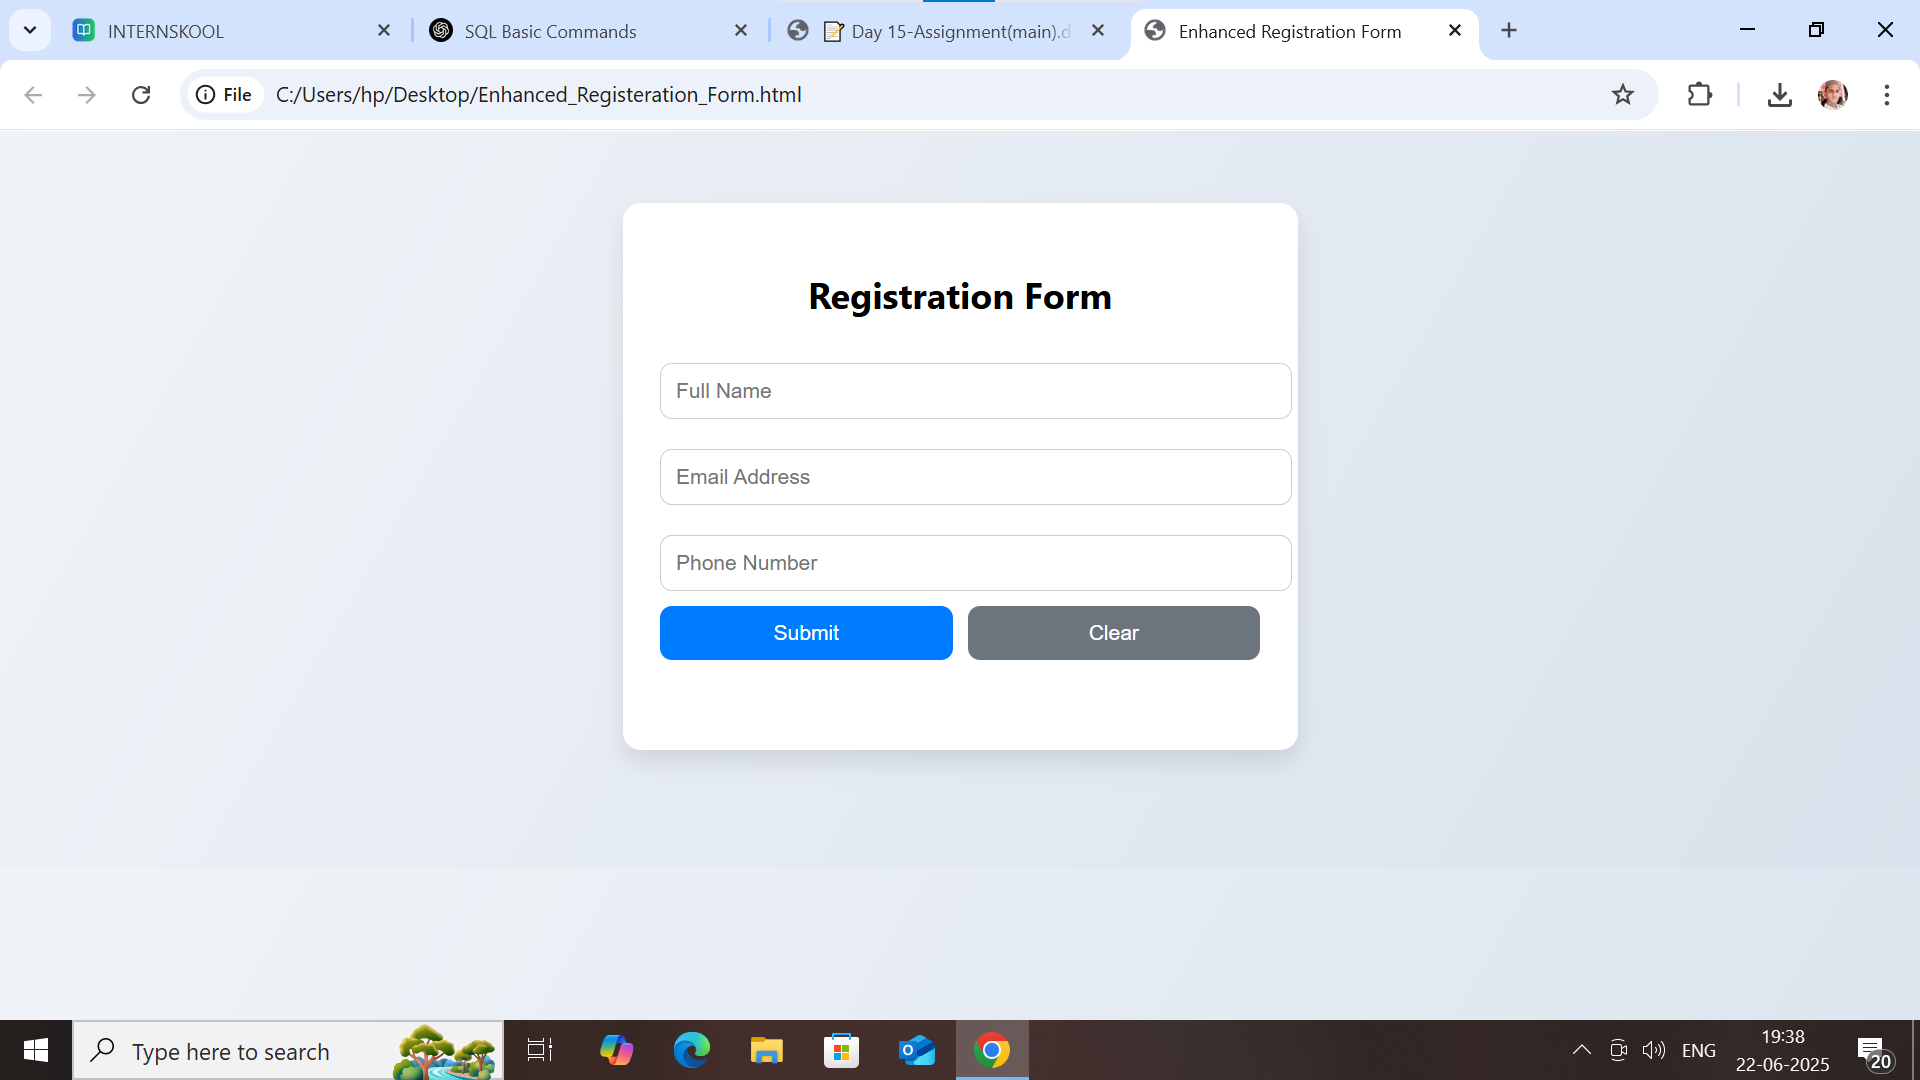 INTERNSKOOL
SQL Basic Commands
Day 15-Assignment(main).d
Enhanced Registration Form
File
C:/Users/hp/Desktop/Enhanced_Registeration_Form.html
Registration Form
Full Name
Email Address
Phone Number
Submit
Clear
Type here to search
ENG
19:38
22-06-2025
20